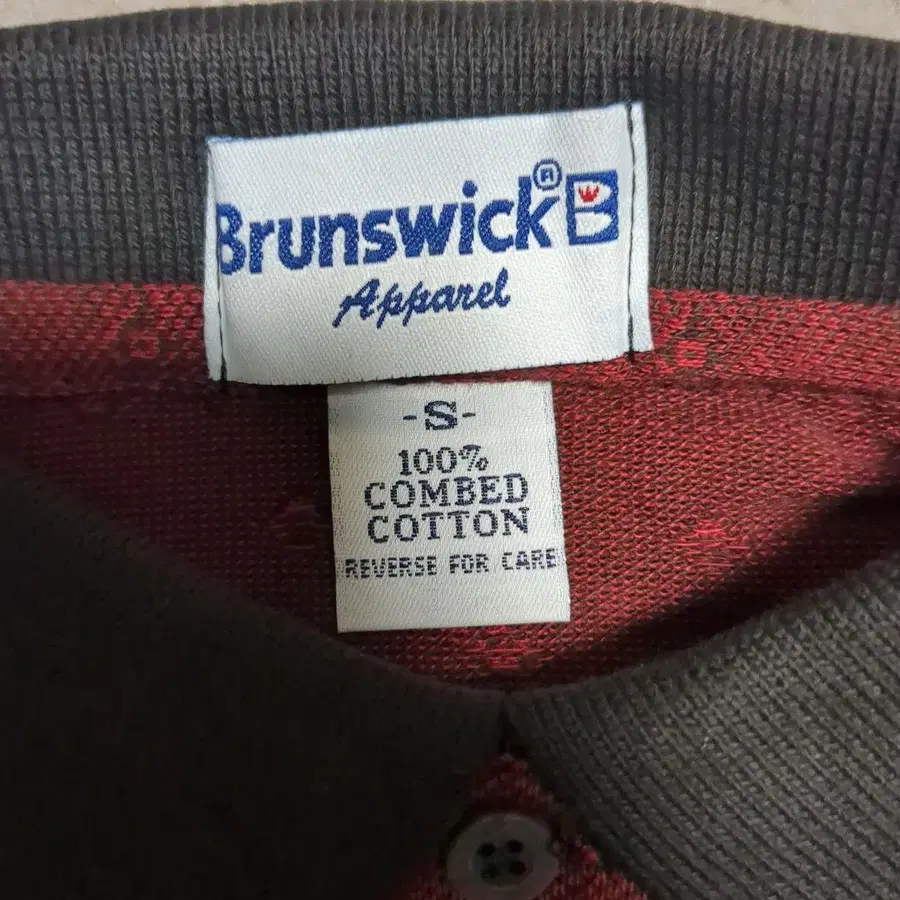 Brunswick® B
Apparel
-S-
100%
COMBED
COTTON
REVERSE FOR CARE